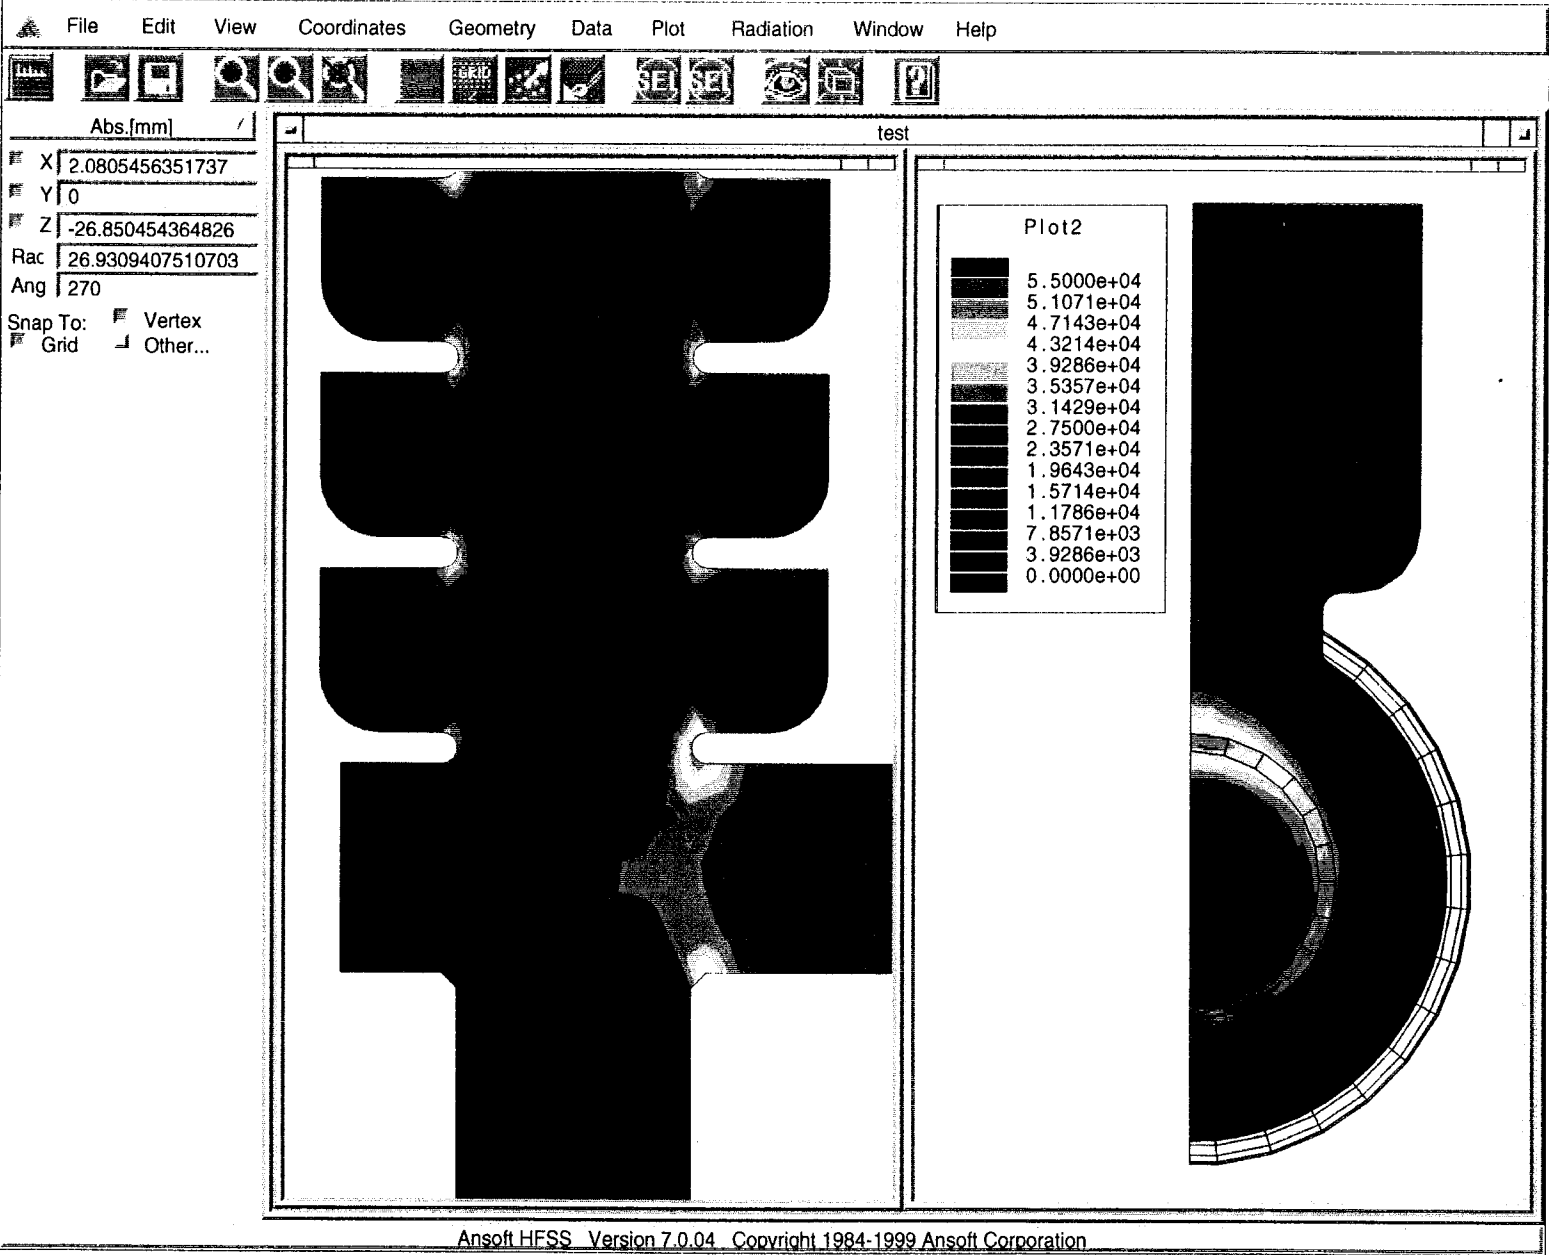 File Edit View Coordinates Geometry Data Plot Radiation Window Help
GRID SEL SEL
Abs.[mm]
test
X 2.0805456351737
Y 0
Z -26.850454364826
Rac 26.9309407510703
Ang 270
Snap To: Vertex
Grid Other...
Plot2
5.5000e+04
5.1071e+04
4.7143e+04
4.3214e+04
3.9286e+04
3.5357e+04
3.1429e+04
2.7500e+04
2.3571e+04
1.9643e+04
1.5714e+04
1.1786e+04
7.8571e+03
3.9286e+03
0.0000e+00
Ansoft HFSS Version 7.0.04 Copyright 1984-1999 Ansoft Corporation